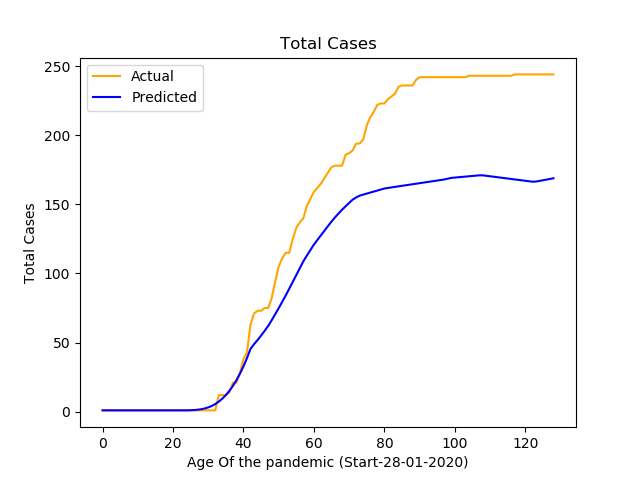 Total Cases
Actual
Predicted
250
200
150
100
50
0
Total Cases
0 20 40 60 80 100 120
Age Of the pandemic (Start-28-01-2020)